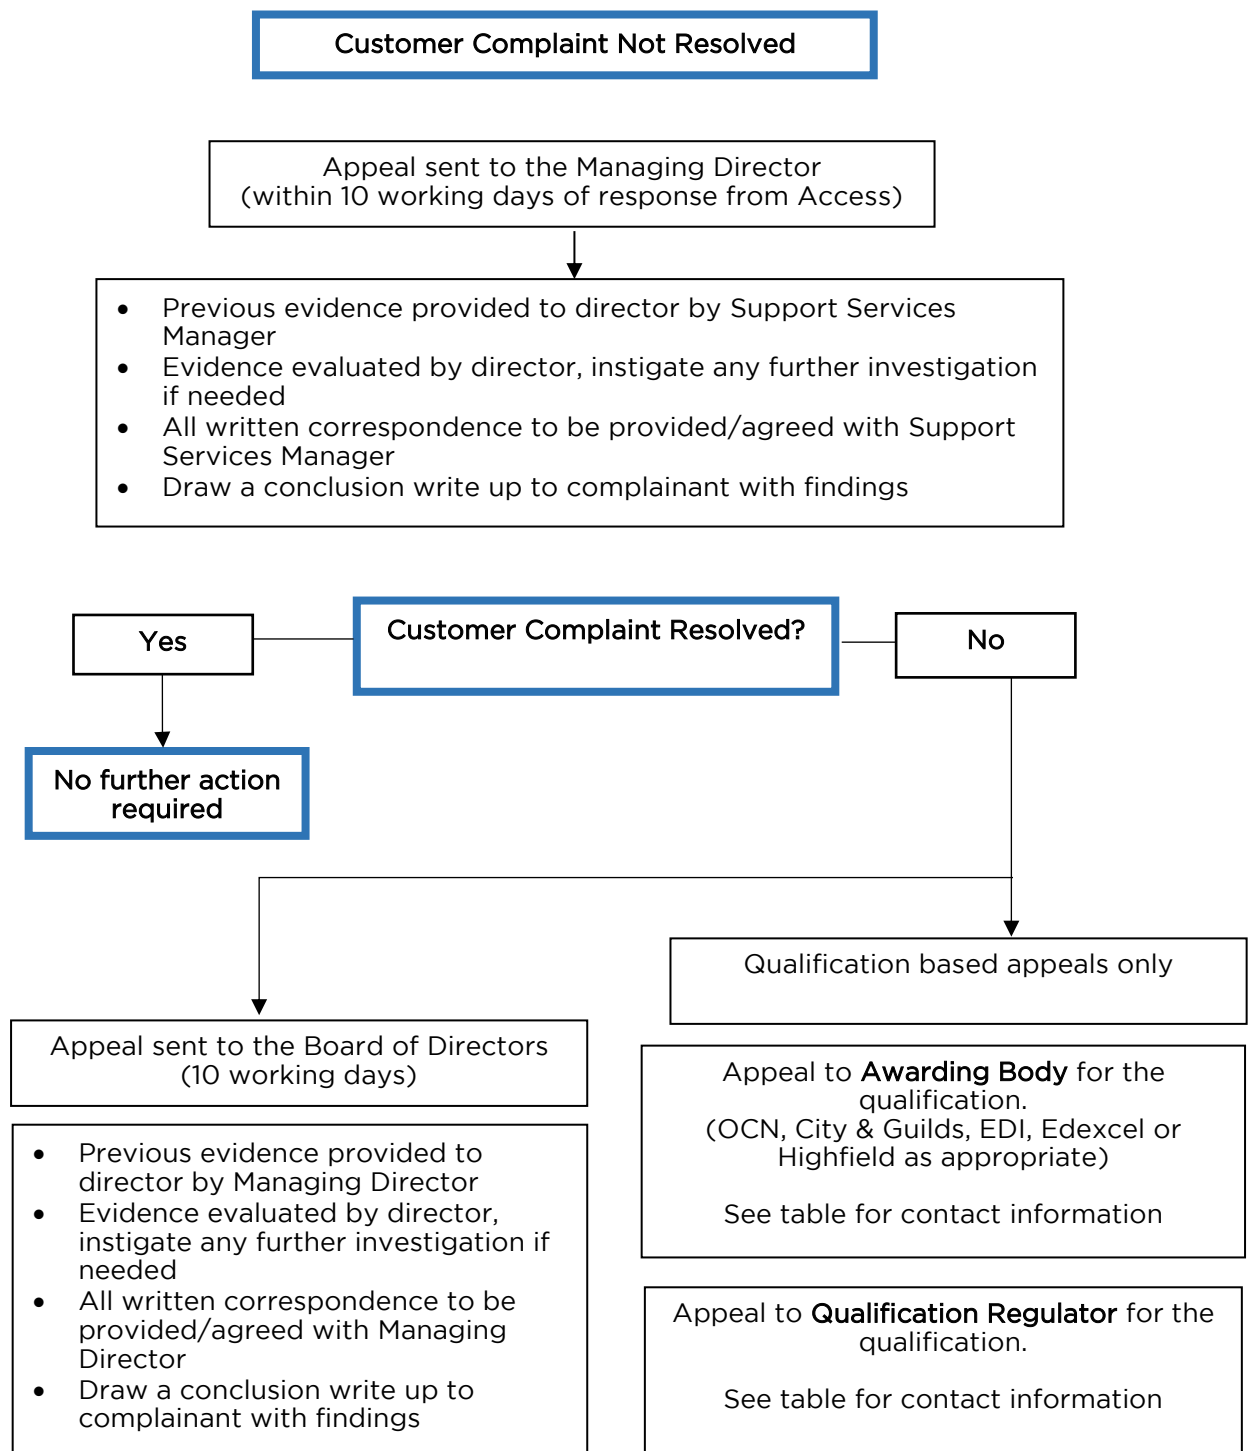 Customer Complaint Not Resolved
Appeal sent to the Managing Director
(within 10 working days of response from Access)
• Previous evidence provided to director by Support Services
Manager
• Evidence evaluated by director, instigate any further investigation
if needed
• All written correspondence to be provided/agreed with Support
Services Manager
• Draw a conclusion write up to complainant with findings
Yes
Customer Complaint Resolved?
No
No further action
required
Appeal sent to the Board of Directors
(10 working days)
• Previous evidence provided to
director by Managing Director
• Evidence evaluated by director,
instigate any further investigation if
needed
• All written correspondence to be
provided/agreed with Managing
Director
• Draw a conclusion write up to
complainant with findings
Qualification based appeals only
Appeal to Awarding Body for the
qualification.
(OCN, City & Guilds, EDI, Edexcel or
Highfield as appropriate)
See table for contact information
Appeal to Qualification Regulator for the
qualification.
See table for contact information